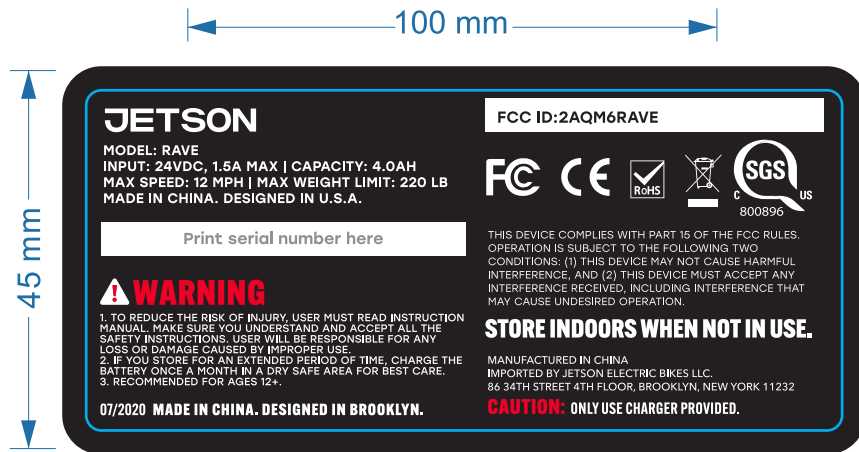 100 mm
45 mm
JETSON
MODEL: RAVE
INPUT: 24VDC, 1.5A MAX | CAPACITY: 4.0AH
MAX SPEED: 12 MPH | MAX WEIGHT LIMIT: 220 LB
MADE IN CHINA. DESIGNED IN U.S.A.
Print serial number here
WARNING
1. TO REDUCE THE RISK OF INJURY, USER MUST READ INSTRUCTION
MANUAL. MAKE SURE YOU UNDERSTAND AND ACCEPT ALL THE
SAFETY INSTRUCTIONS. USER WILL BE RESPONSIBLE FOR ANY
LOSS OR DAMAGE CAUSED BY IMPROPER USE.
2. IF YOU STORE FOR AN EXTENDED PERIOD OF TIME, CHARGE THE
BATTERY ONCE A MONTH IN A DRY SAFE AREA FOR BEST CARE.
3. RECOMMENDED FOR AGES 12+.
07/2020 MADE IN CHINA. DESIGNED IN BROOKLYN.
FCC ID:2AQM6RAVE
FC CE RoHS SGS
C US
800896
THIS DEVICE COMPLIES WITH PART 15 OF THE FCC RULES.
OPERATION IS SUBJECT TO THE FOLLOWING TWO
CONDITIONS: (1) THIS DEVICE MAY NOT CAUSE HARMFUL
INTERFERENCE, AND (2) THIS DEVICE MUST ACCEPT ANY
INTERFERENCE RECEIVED, INCLUDING INTERFERENCE THAT
MAY CAUSE UNDESIRED OPERATION.
STORE INDOORS WHEN NOT IN USE.
MANUFACTURED IN CHINA
IMPORTED BY JETSON ELECTRIC BIKES LLC.
86 34TH STREET 4TH FLOOR, BROOKLYN, NEW YORK 11232
CAUTION: ONLY USE CHARGER PROVIDED.